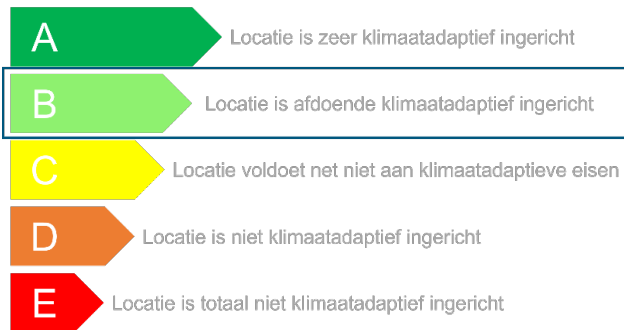 A Locatie is zeer klimaatadaptief ingericht
B Locatie is afdoende klimaatadaptief ingericht
C Locatie voldoet net niet aan klimaatadaptieve eisen
D Locatie is niet klimaatadaptief ingericht
E Locatie is totaal niet klimaatadaptief ingericht